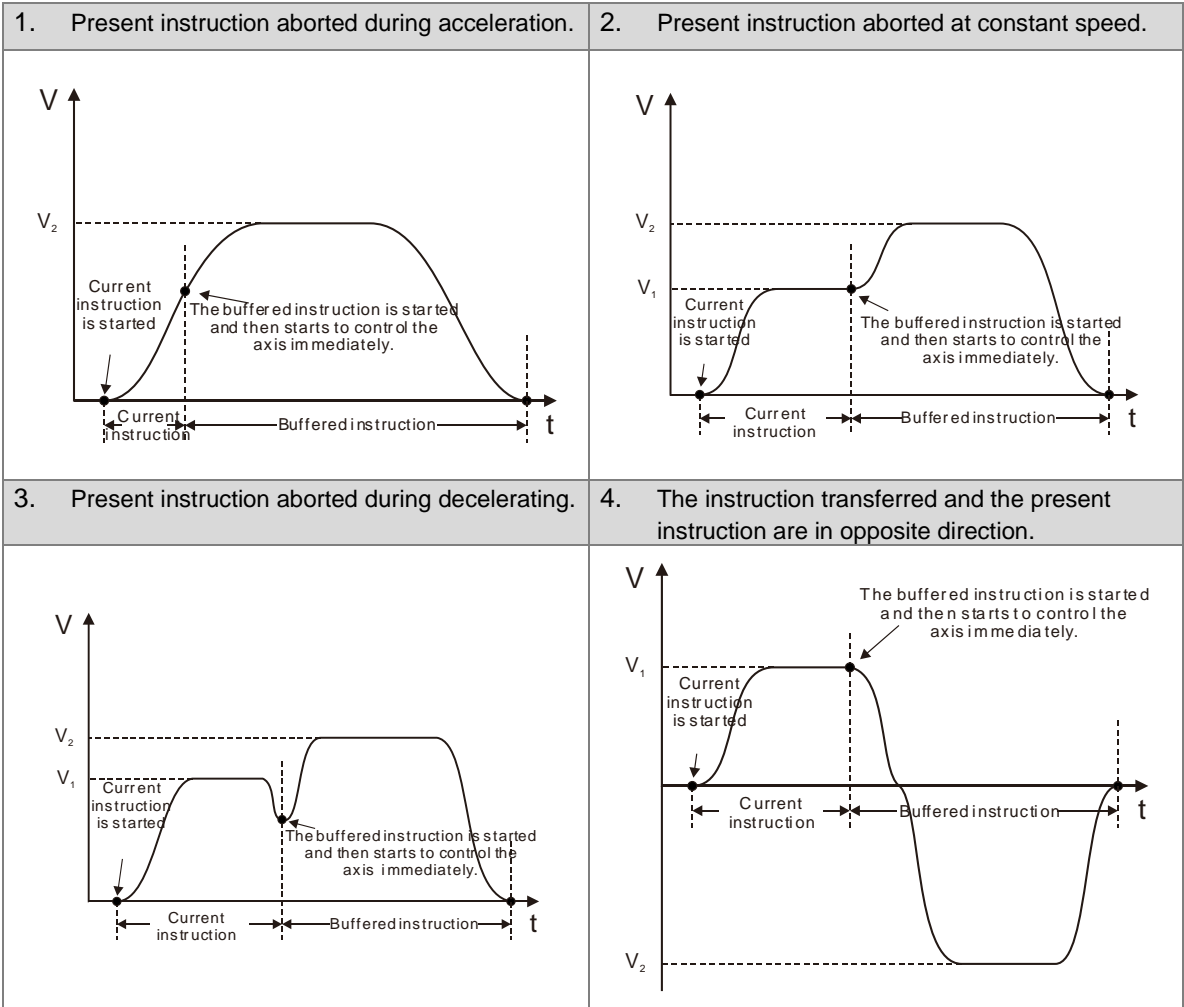 1. Present instruction aborted during acceleration.
V
V2
Current
instruction
is started
The buffered instruction is started
and then starts to control the
axis immediately.
Current
instruction
Buffered instruction
t
2. Present instruction aborted at constant speed.
V
V2
V1
Current
instruction
is started
The buffered instruction is started
and then starts to control the
axis immediately.
Current
instruction
Buffered instruction
t
3. Present instruction aborted during decelerating.
V
V2
V1
Current
instruction
is started
The buffered instruction is started
and then starts to control the
axis immediately.
Current
instruction
Buffered instruction
t
4. The instruction transferred and the present
instruction are in opposite direction.
V
The buffered instruction is started
and then starts to control the
axis immediately.
V1
Current
instruction
is started
Current
instruction
Buffered instruction
t
V2